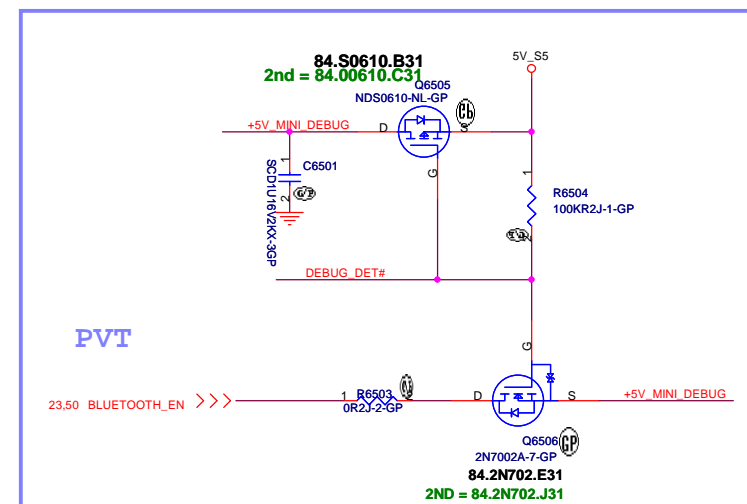 84.S0610.B31
2nd = 84.00610.C31
Q6505
NDS0610-NL-GP
5V_S5
+5V_MINI_DEBUG
D
S
G
1
C6501
2
SCD1U16V2KX-3GP
1
R6504
100KR2J-1-GP
2
DEBUG_DET#
PVT
G
23,50 BLUETOOTH_EN
1
R6503
2
0R2J-2-GP
D
S
+5V_MINI_DEBUG
Q6506
GP
2N7002A-7-GP
84.2N702.E31
2ND = 84.2N702.J31